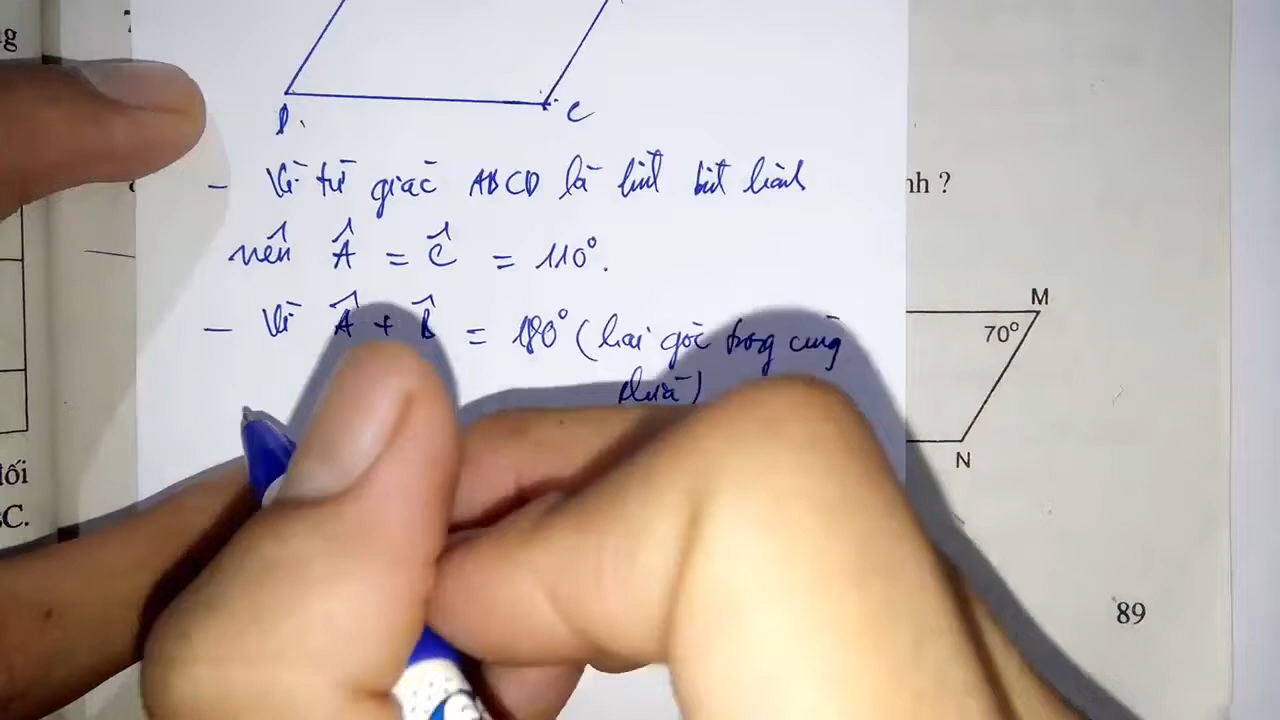 g
D.
C
- Vì tứ giác ABCD là hình bình hành
nh ?
nên Â = Ĉ = 110°.
M
70°
- Vì Â + B̂ = 180° (hai góc trong cùng
phía)
N
đối
C.
89